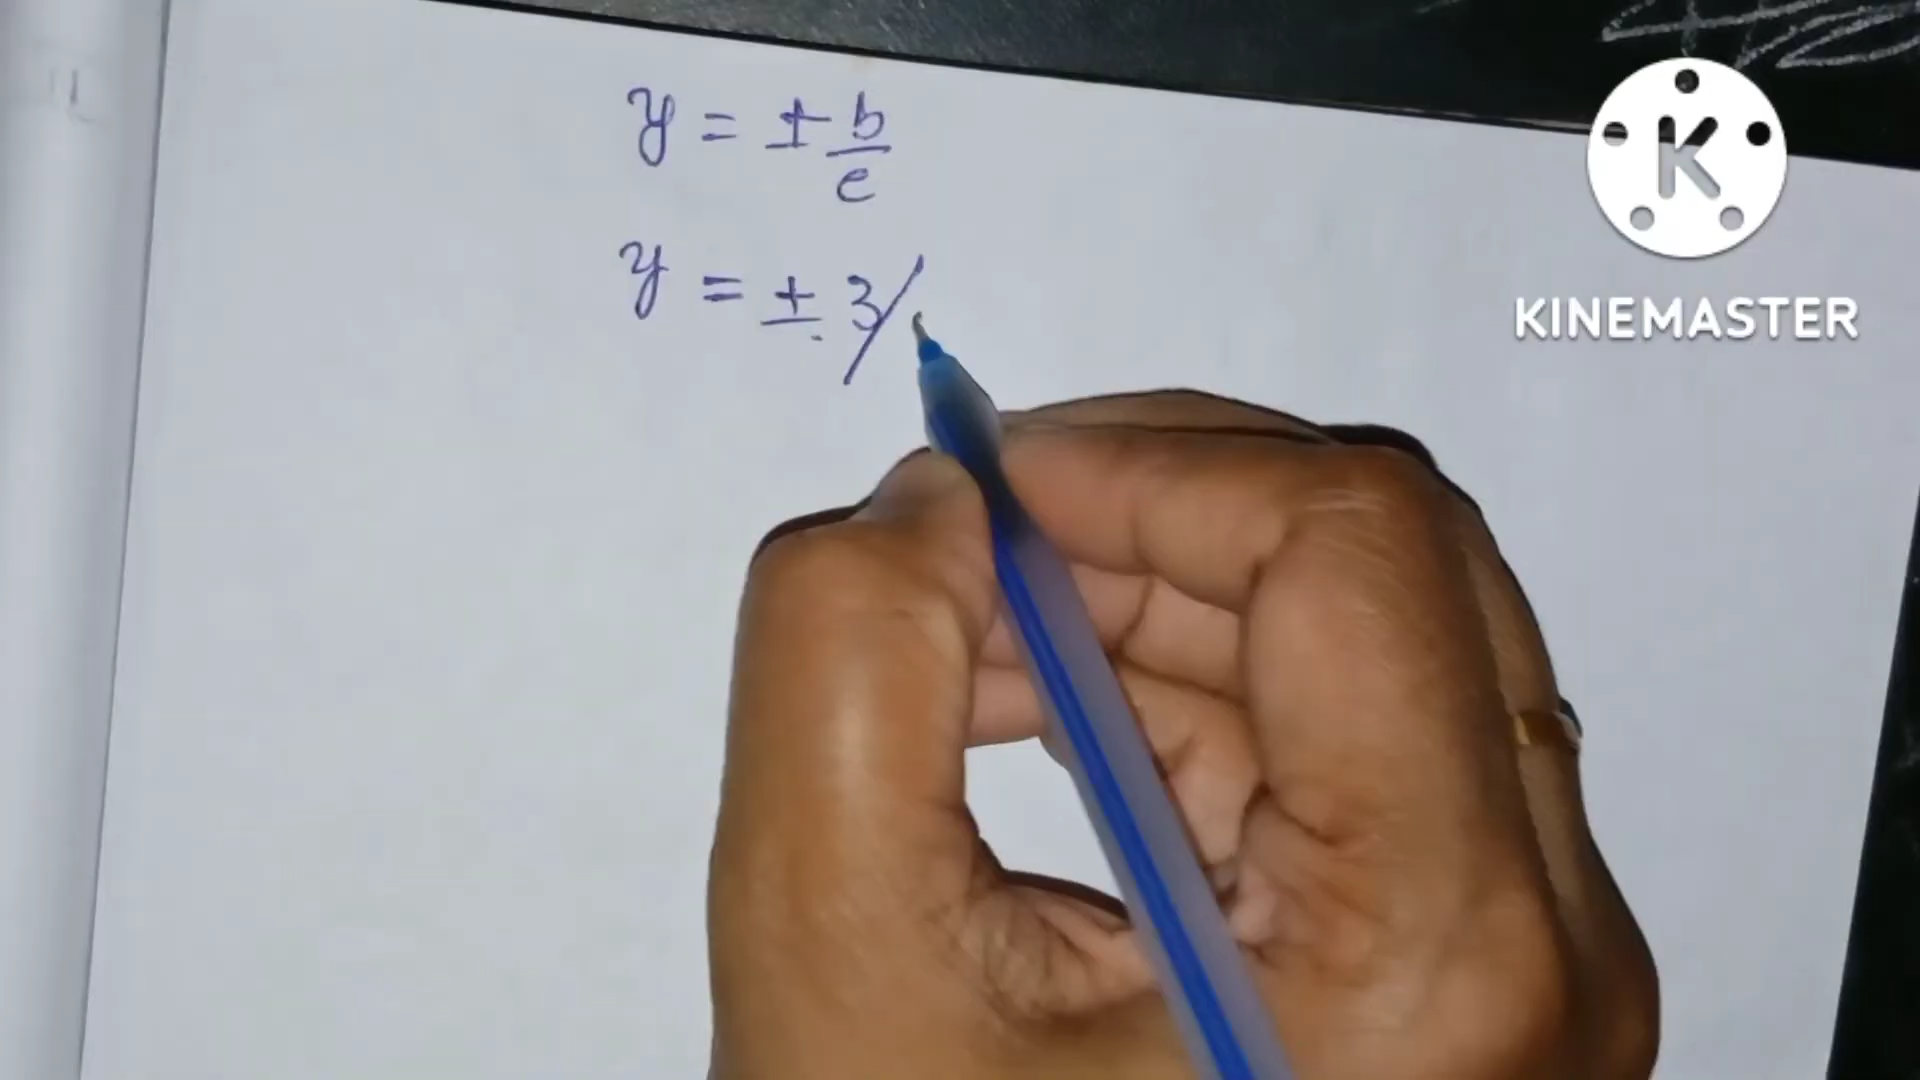 y = ± b/e
y = ± 3/
KINEMASTER